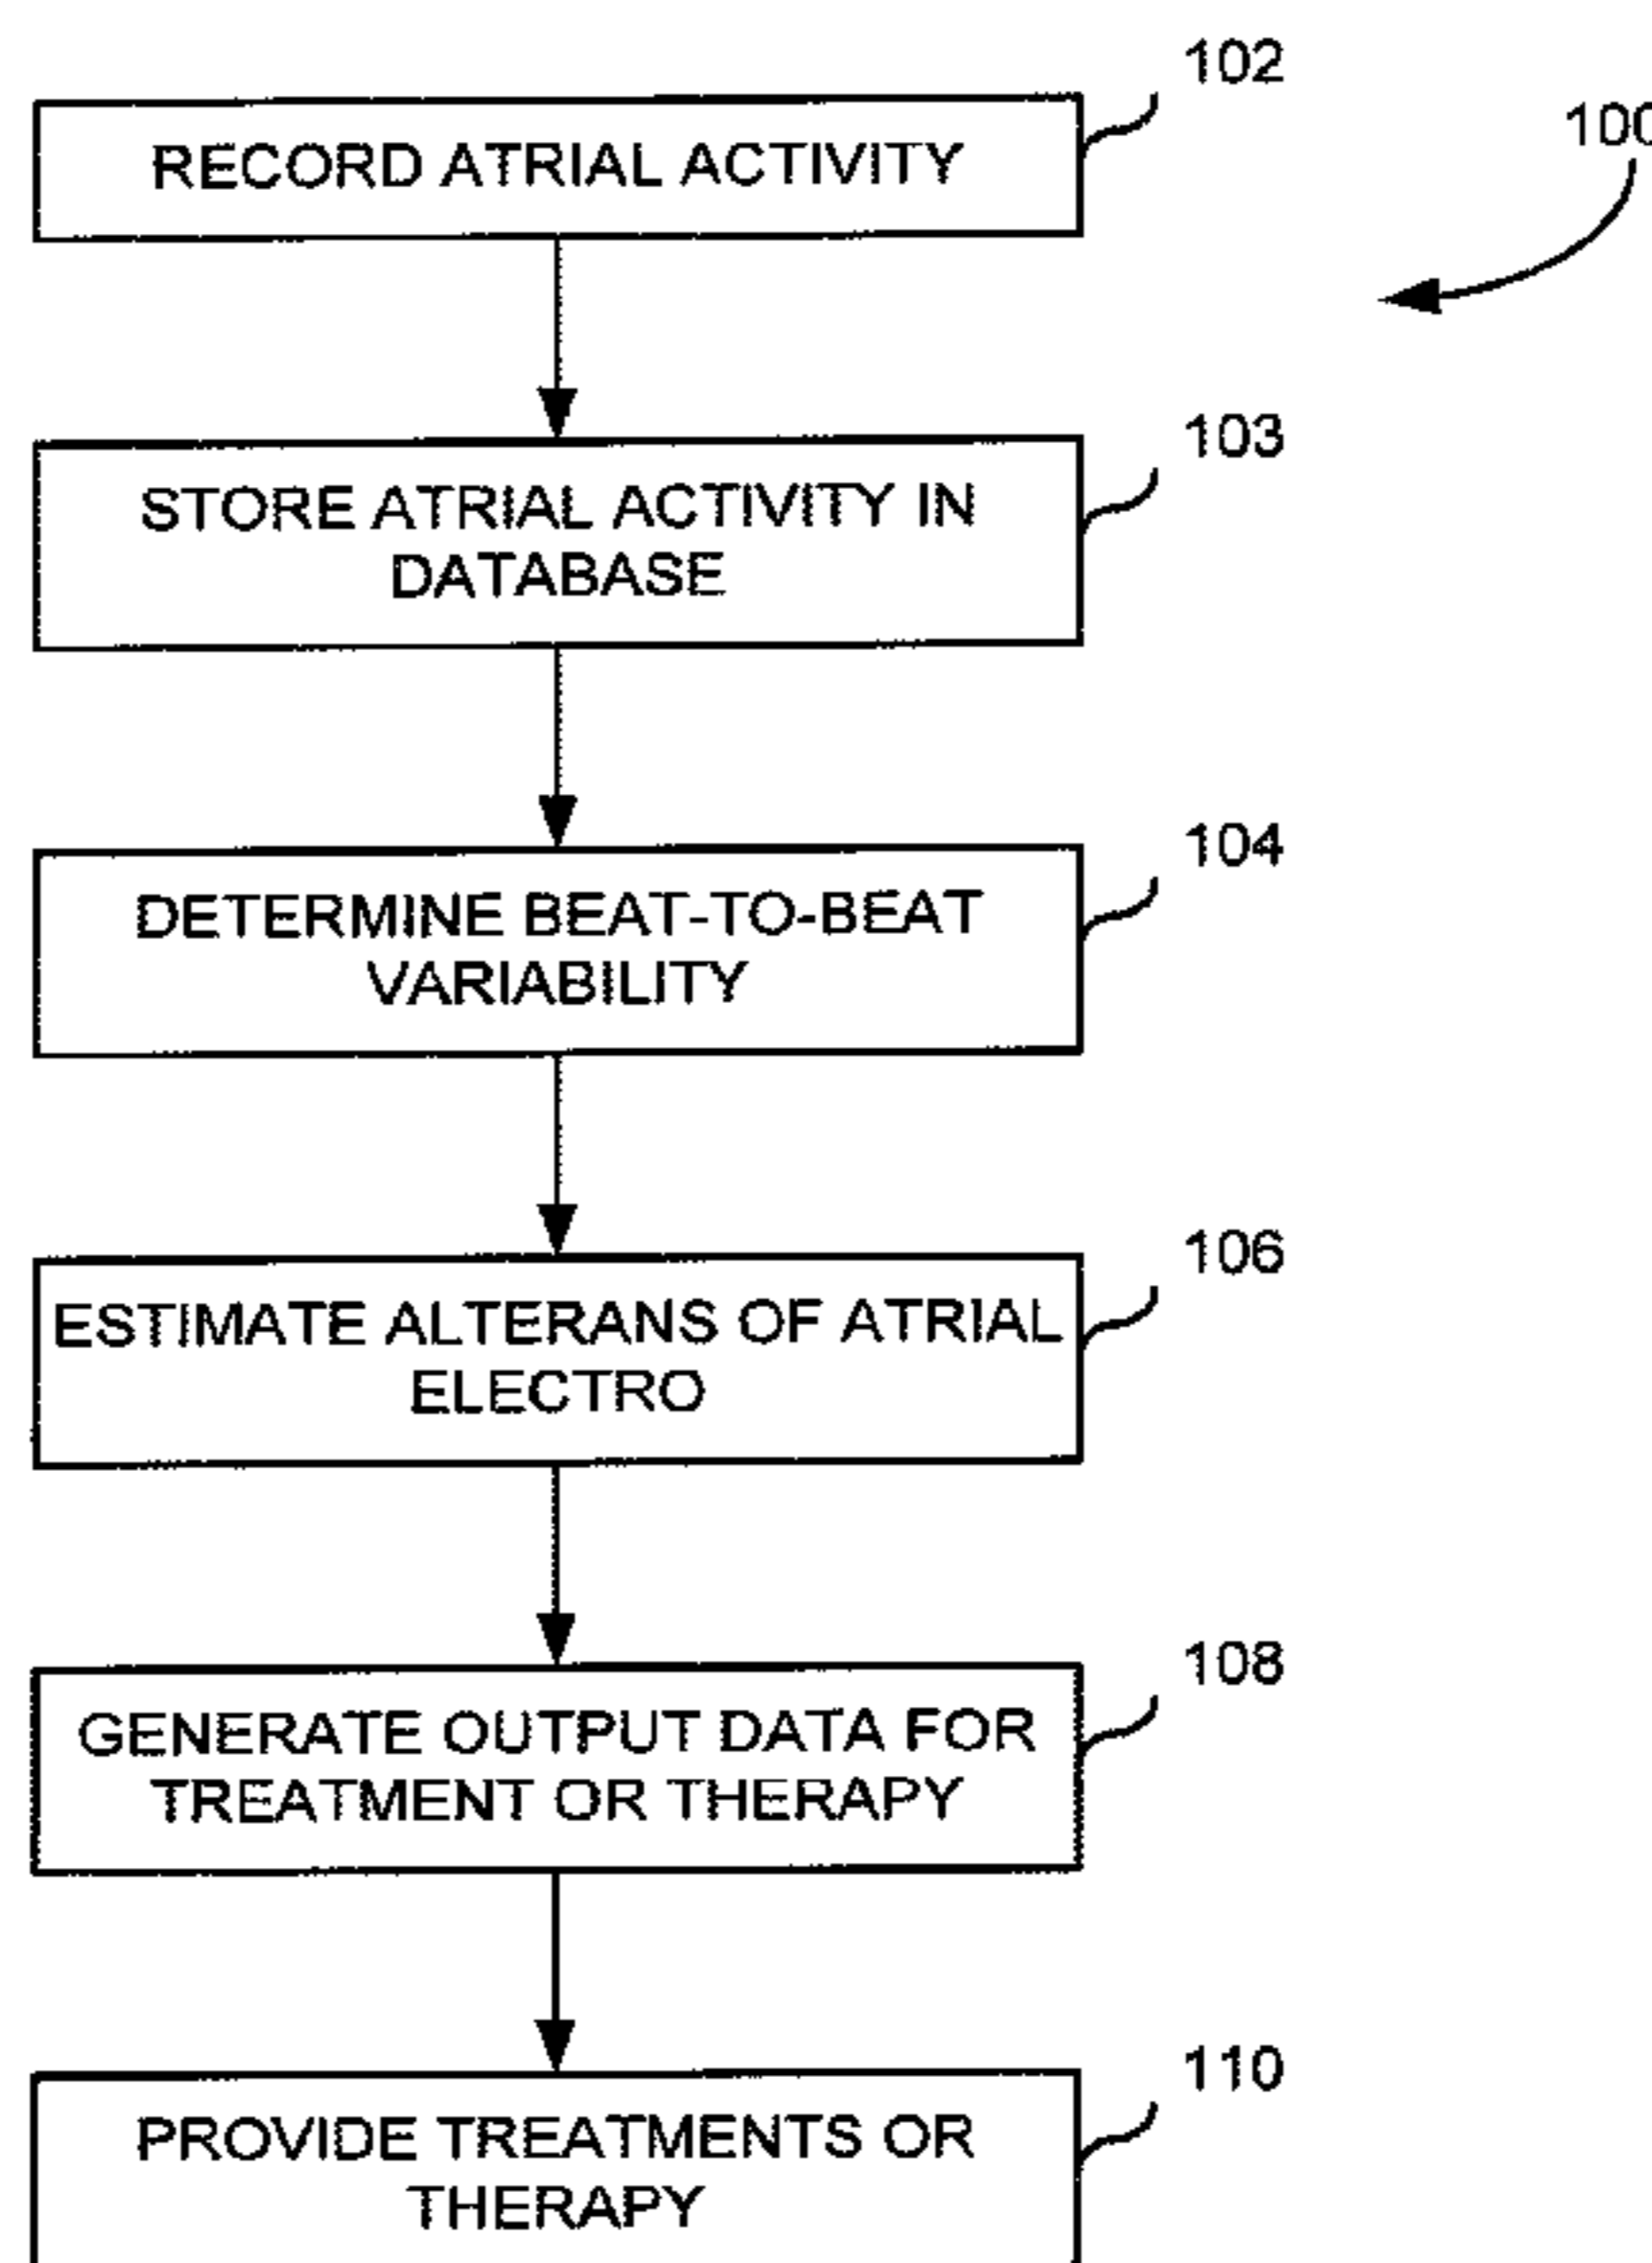 102
100
RECORD ATRIAL ACTIVITY
103
STORE ATRIAL ACTIVITY IN
DATABASE
104
DETERMINE BEAT-TO-BEAT
VARIABILITY
106
ESTIMATE ALTERANS OF ATRIAL
ELECTRO
108
GENERATE OUTPUT DATA FOR
TREATMENT OR THERAPY
110
PROVIDE TREATMENTS OR
THERAPY